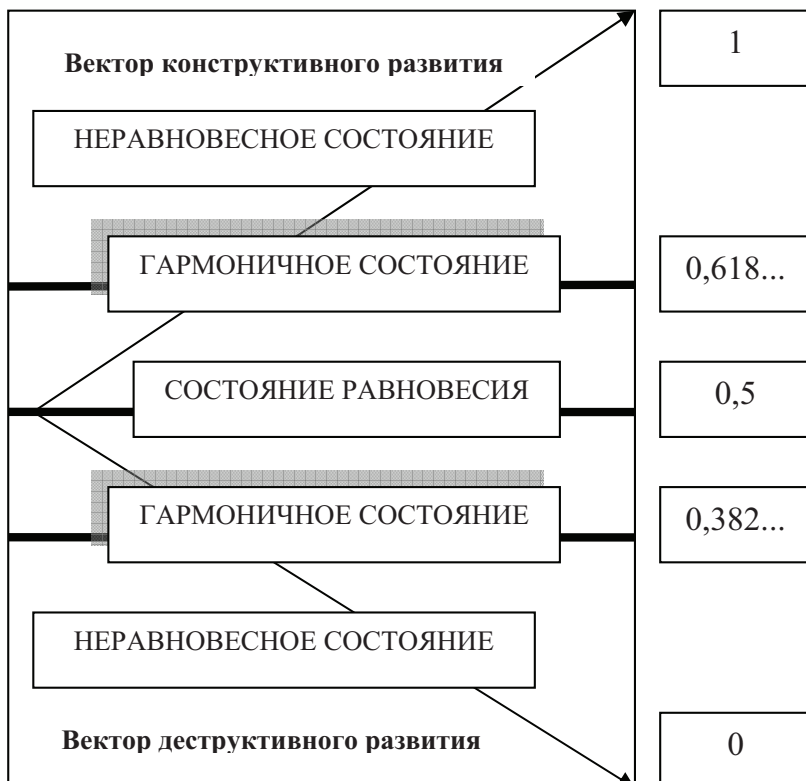 Вектор конструктивного развития
1
НЕРАВНОВЕСНОЕ СОСТОЯНИЕ
ГАРМОНИЧНОЕ СОСТОЯНИЕ
0,618...
СОСТОЯНИЕ РАВНОВЕСИЯ
0,5
ГАРМОНИЧНОЕ СОСТОЯНИЕ
0,382...
НЕРАВНОВЕСНОЕ СОСТОЯНИЕ
Вектор деструктивного развития
0